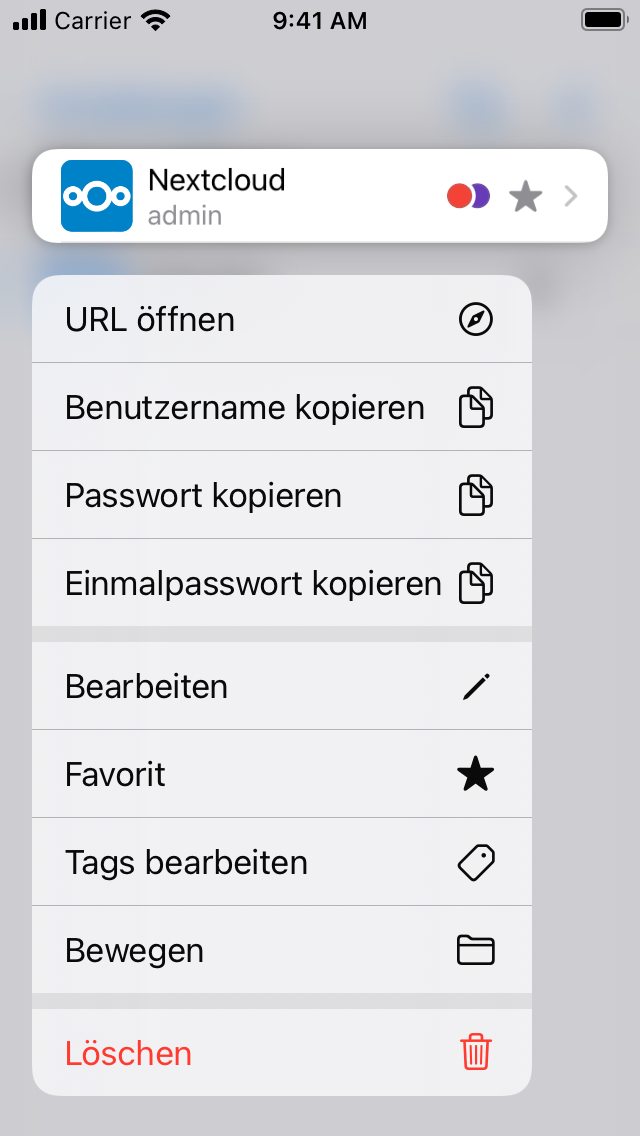 Carrier 9:41 AM
Nextcloud
admin
URL öffnen
Benutzername kopieren
Passwort kopieren
Einmalpasswort kopieren
Bearbeiten
Favorit
Tags bearbeiten
Bewegen
Löschen